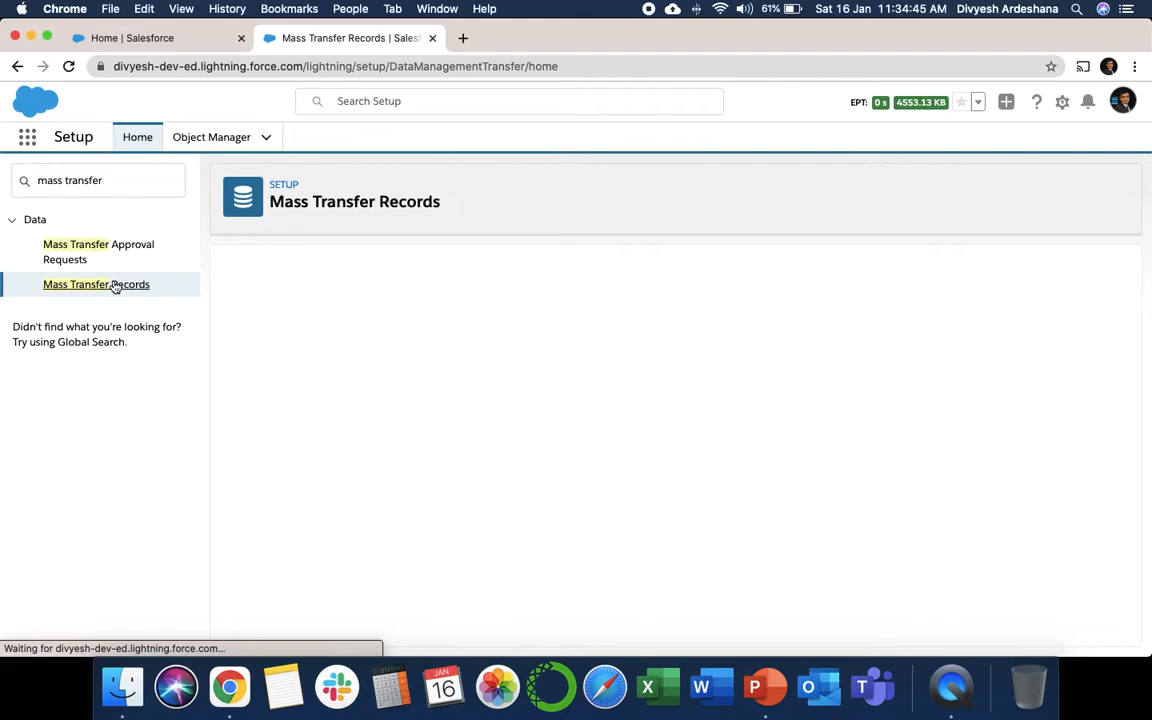 Chrome File Edit View History Bookmarks People Tab Window Help 61% Sat 16 Jan 11:34:45 AM Divyesh Ardeshana
Home | Salesforce Mass Transfer Records | Sales
divyesh-dev-ed.lightning.force.com/lightning/setup/DataManagementTransfer/home
Search Setup EPT: 0 s 4553.13 KB
Setup Home Object Manager
mass transfer
SETUP
Mass Transfer Records
Data
Mass Transfer Approval
Requests
Mass Transfer Records
Didn't find what you're looking for?
Try using Global Search.
Waiting for divyesh-dev-ed.lightning.force.com...
JAN
16
X W P O T